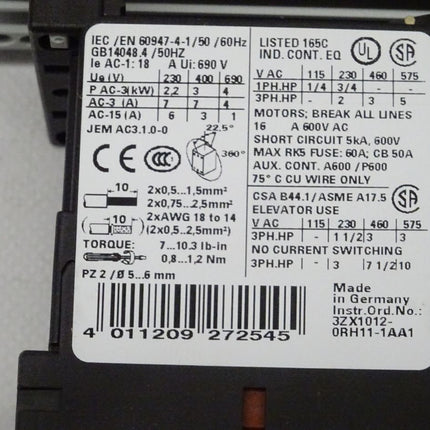 IEC /EN 60947-4-1/50 /60Hz
GB14048.4 /50HZ
Ie AC-1: 18 A Ui: 690 V
Ue (V) 230 400 690
P AC-3(kW) 2,2 3 4
AC-3 (A) 7 7 4
AC-15 (A) 6 3 1
JEM AC3.1.0-0
22.5°
360°
CE CCC
10 2x0,5...1,5mm²
2x0,75...2,5mm²
10 2xAWG 18 to 14
(2x0,5...2,5mm²)
TORQUE: 7...10.3 lb-in
0,8...1,2 Nm
PZ 2 / Ø 5...6 mm
4 011209 272545
LISTED 165C
IND. CONT. EQ
UL SA
V AC 115 230 460 575
1PH.HP 1/4 3/4 - -
3PH.HP - 2 3 5
MOTORS; BREAK ALL LINES
16 A 600V AC
SHORT CIRCUIT 5kA, 600V
MAX RK5 FUSE: 60A; CB 50A
AUX. CONT. A600 /P600
75° C CU WIRE ONLY
CSA B44.1/ASME A17.5
ELEVATOR USE
SA
V AC 115 230 460 575
3PH.HP - 1 1/2 3 3
NO CURRENT SWITCHING
3PH.HP - 3 7 1/2 10
Made
in Germany
Instr.Ord.No.:
3ZX1012-
0RH11-1AA1